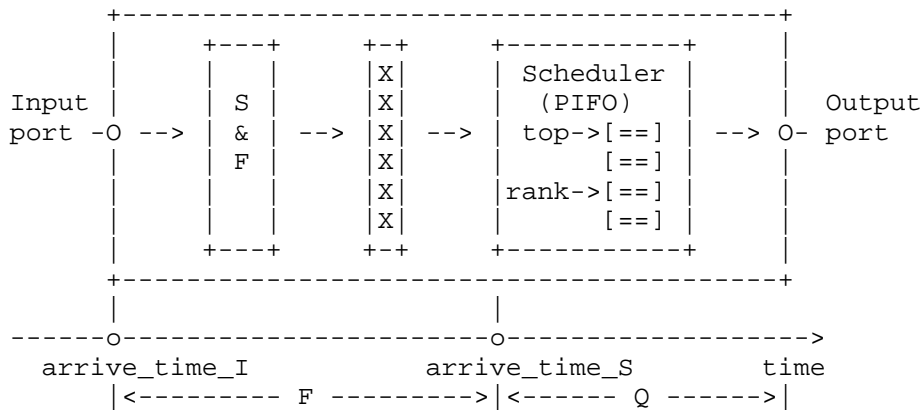 +-----------------------------------------+
|     +---+     +-+     +-----------+     |
|     |   |     |X|     | Scheduler |     |
Input |     |   |     |X|     |  (PIFO)   |     | Output
port -O --> | S |     |X|     | top->[==] | --> O- port
      |     | & | --> |X| --> |      [==] |     |
      |     | F |     |X|     |rank->[==] |     |
      |     |   |     |X|     |      [==] |     |
|     +---+     +-+     +-----------+     |
+-----------------------------------------+
|                       |
------o-----------------------o------------------->
arrive_time_I           arrive_time_S        time
|<--------- F --------->|<------ Q ------>|